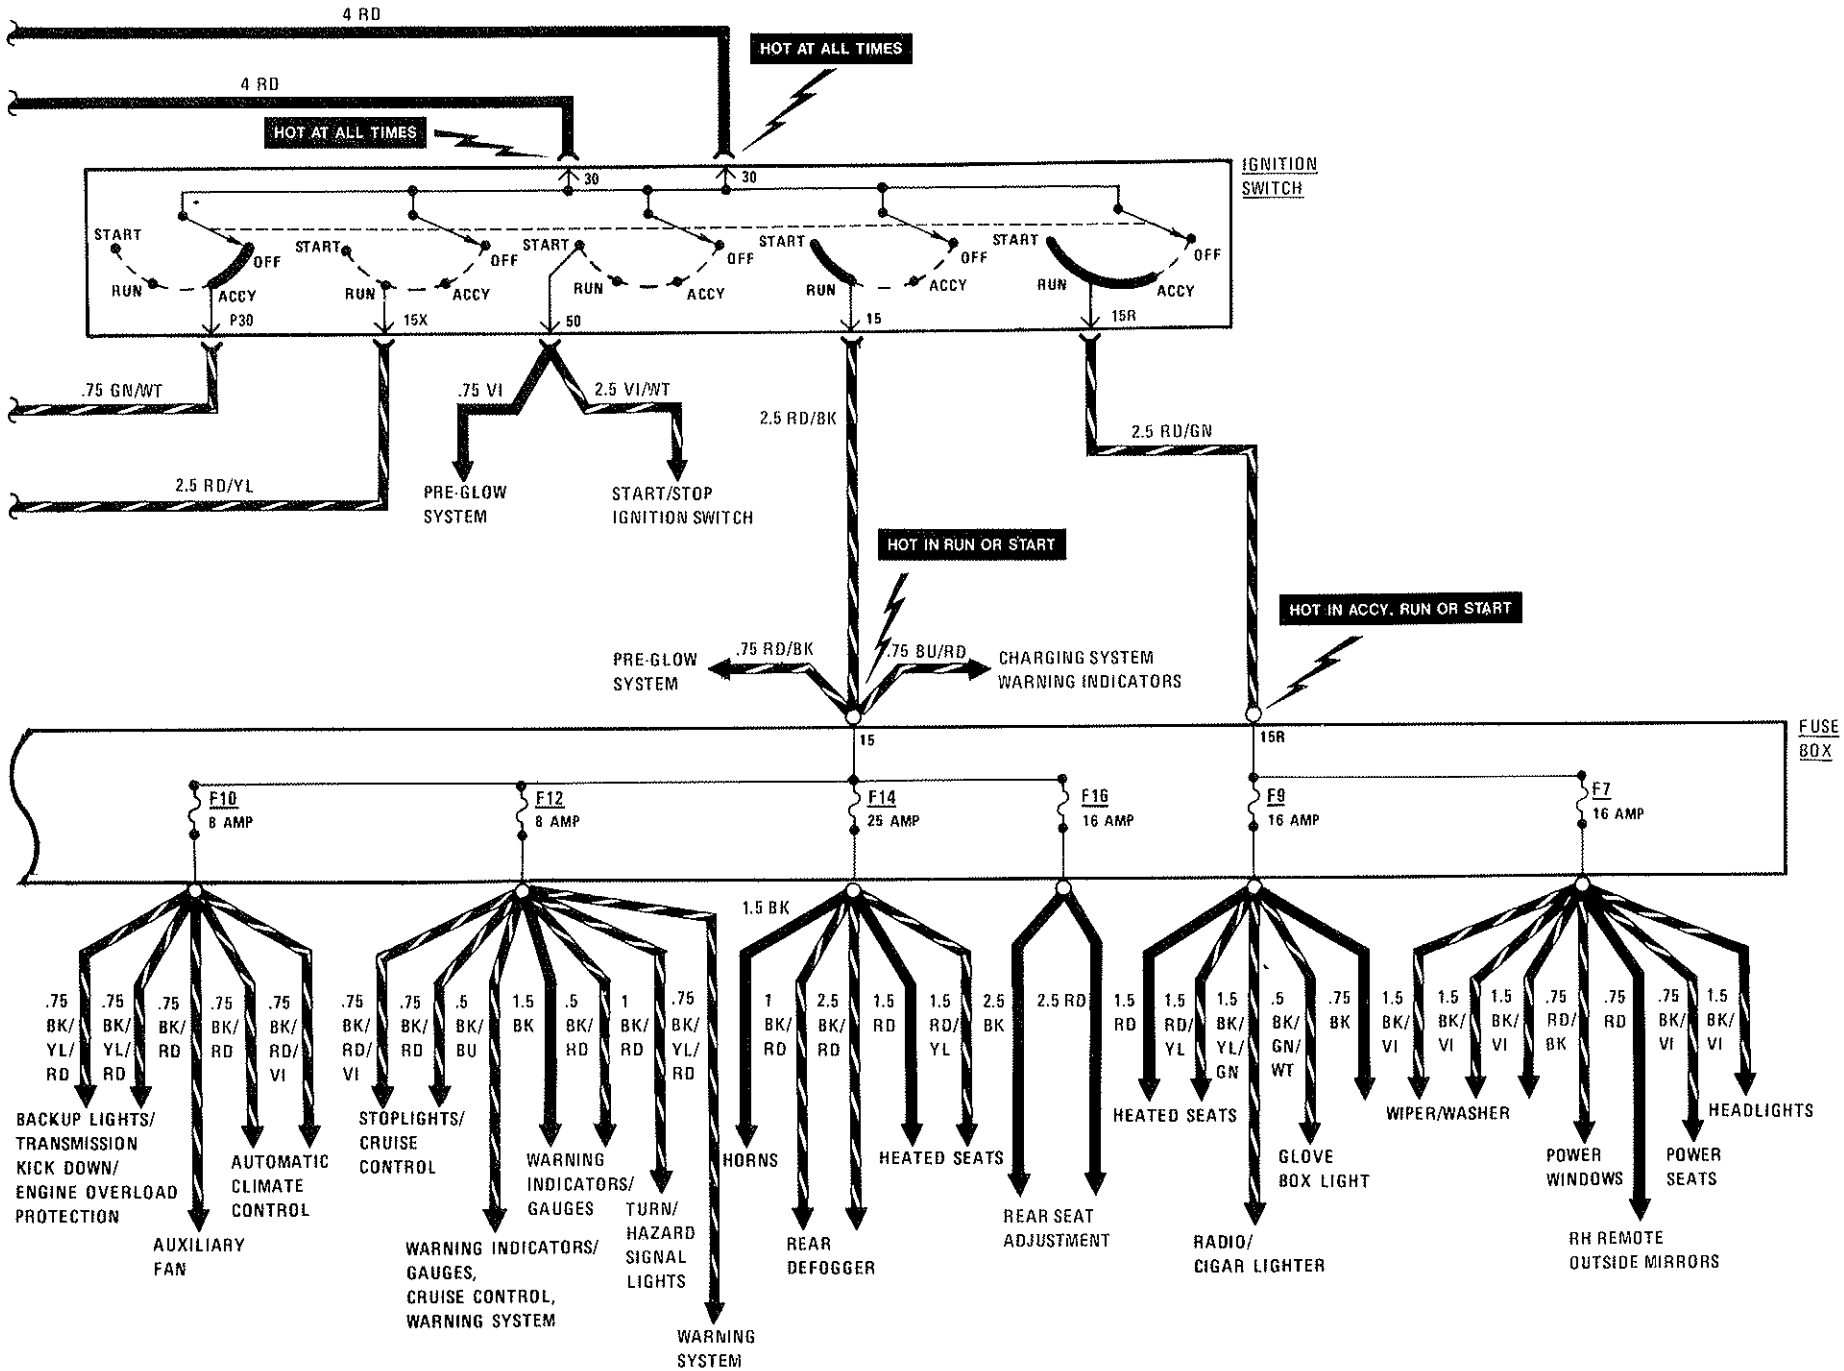 4 RD
HOT AT ALL TIMES
4 RD
HOT AT ALL TIMES
IGNITION
SWITCH
30
30
START
RUN
ACCY
OFF
P30
START
RUN
ACCY
OFF
15X
START
RUN
ACCY
OFF
50
START
RUN
ACCY
OFF
15
START
RUN
ACCY
OFF
15R
.75 GN/WT
2.5 RD/YL
.75 VI
2.5 VI/WT
PRE-GLOW
SYSTEM
START/STOP
IGNITION SWITCH
2.5 RD/BK
2.5 RD/GN
HOT IN RUN OR START
HOT IN ACCY, RUN OR START
PRE-GLOW
SYSTEM
.75 RD/BK
.75 BU/RD
CHARGING SYSTEM
WARNING INDICATORS
FUSE
BOX
15
15R
F10
8 AMP
F12
8 AMP
F14
25 AMP
F16
16 AMP
F9
16 AMP
F7
16 AMP
.75
BK/
YL/
RD
.75
BK/
YL/
RD
.75
BK/
RD
.75
BK/
RD
.75
BK/
RD/
VI
.75
BK/
RD/
VI
.75
BK/
RD
.5
BK/
BU
1.5
BK
.5
BK/
RD
1
BK/
RD
.75
BK/
YL/
RD
1.5 BK
1
BK/
RD
2.5
BK/
RD
1.5
RD
1.5
RD/
YL
2.5
BK
2.5 RD
1.5
RD
1.5
RD/
YL
1.5
BK/
YL/
GN
.5
BK/
GN/
WT
.75
BK
1.5
BK/
VI
1.5
BK/
VI
1.5
BK/
VI
.75
RD/
BK
.75
RD
.75
BK/
VI
1.5
BK/
VI
BACKUP LIGHTS/
TRANSMISSION
KICK DOWN/
ENGINE OVERLOAD
PROTECTION
AUXILIARY
FAN
AUTOMATIC
CLIMATE
CONTROL
STOPLIGHTS/
CRUISE
CONTROL
WARNING INDICATORS/
GAUGES,
CRUISE CONTROL,
WARNING SYSTEM
WARNING
INDICATORS/
GAUGES
TURN/
HAZARD
SIGNAL
LIGHTS
WARNING
SYSTEM
HORNS
REAR
DEFOGGER
HEATED SEATS
REAR SEAT
ADJUSTMENT
HEATED SEATS
RADIO/
CIGAR LIGHTER
GLOVE
BOX LIGHT
WIPER/WASHER
POWER
WINDOWS
RH REMOTE
OUTSIDE MIRRORS
POWER
SEATS
HEADLIGHTS